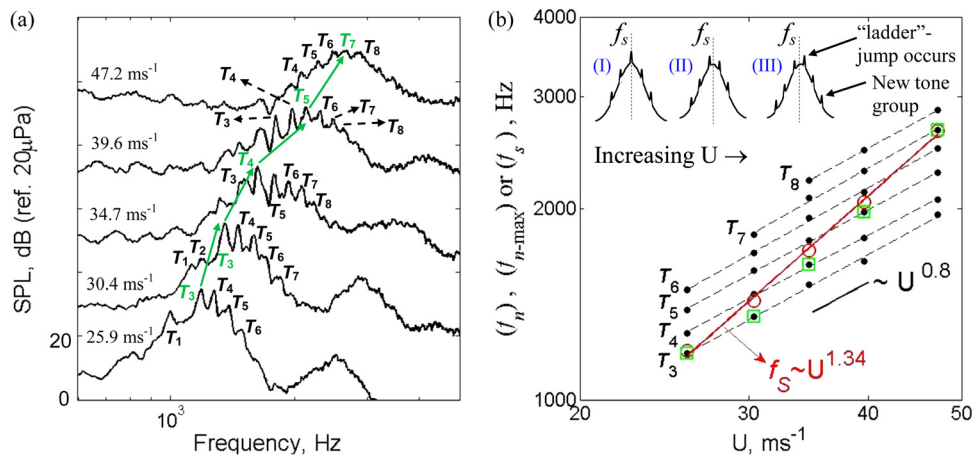 (a)
SPL, dB (ref. 20μPa)
20
0
10³
Frequency, Hz
47.2 ms⁻¹
T₄ T₅ T₆ T₇ T₈
T₄
T₃
39.6 ms⁻¹
T₅ T₆ T₇
T₈
34.7 ms⁻¹
T₃ T₄ T₅ T₆ T₇ T₈
30.4 ms⁻¹
T₁ T₂ T₃ T₄ T₅ T₆ T₇
25.9 ms⁻¹
T₁ T₃ T₄ T₅ T₆
(b)
(fₙ), (fₙ₋ₘₐₓ) or (fₛ), Hz
4000
3000
2000
1000
20 30 40 50
U, ms⁻¹
fₛ fₛ fₛ
(I) (II) (III)
"ladder"-
jump occurs
New tone
group
Increasing U →
T₈
T₇
T₆
T₅
T₄
T₃
~ U^0.8
f_S~U^1.34